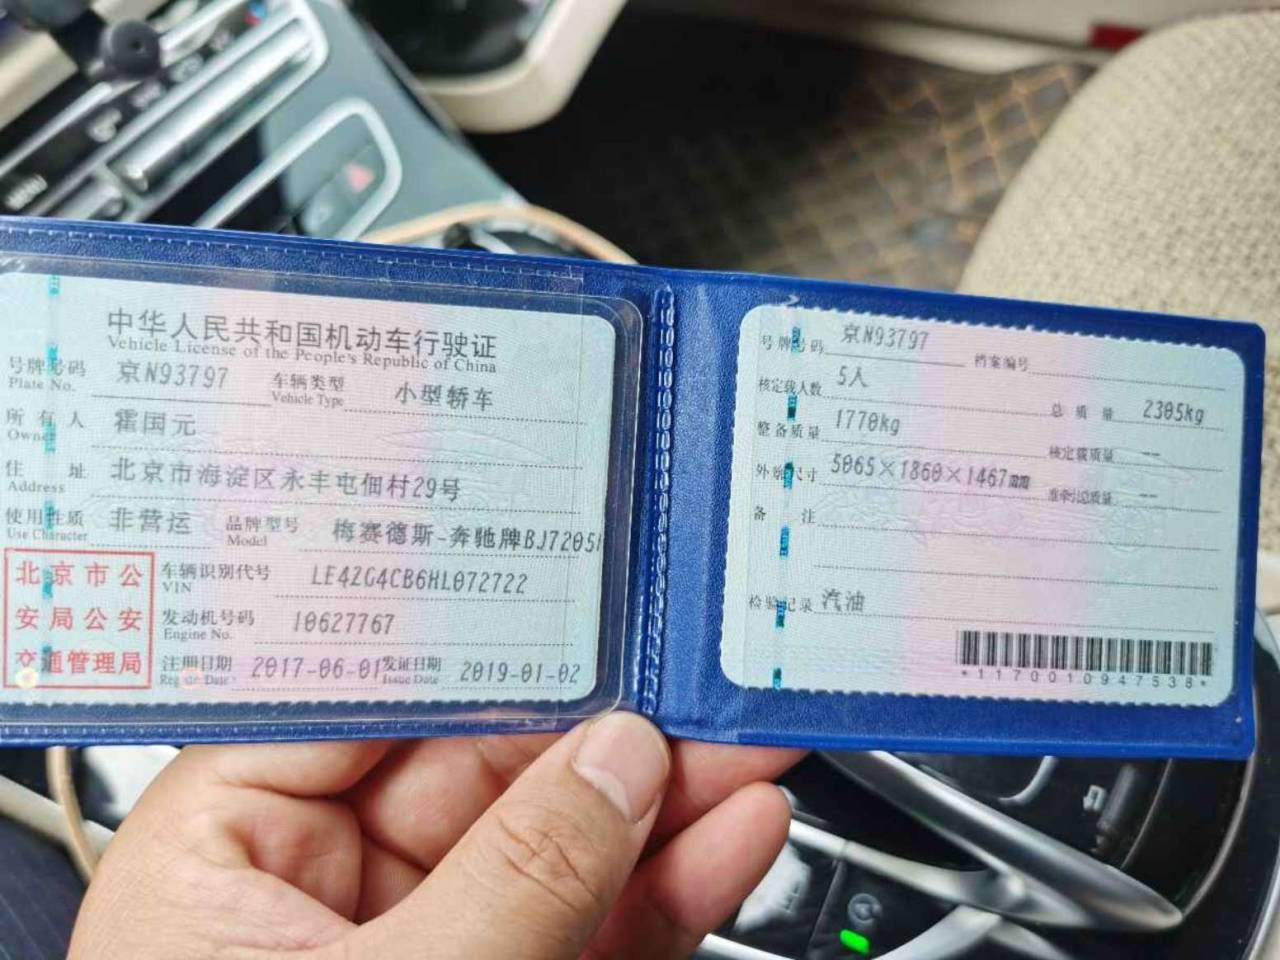 中华人民共和国机动车行驶证
Vehicle License of the People's Republic of China
号牌号码 京N93797 车辆类型 小型轿车
Plate No. Vehicle Type
所有人 霍国元
Owner
住址 北京市海淀区永丰屯佃村29号
Address
使用性质 非营运 品牌型号 梅赛德斯-奔驰牌BJ7205
Use Character Model
北京市公安局公安交通管理局
车辆识别代号 LE4ZG4CB6HL072722
VIN
发动机号码 10627767
Engine No.
注册日期 2017-06-01 发证日期 2019-01-02
Register Date Issue Date
号牌号码 京N93797 档案编号
核定载人数 5人 总质量 2305kg
整备质量 1770kg 核定载质量 --
外廓尺寸 5065×1860×1467mm 准牵引总质量 --
备注
检验记录 汽油
*1170010947538*
MENU